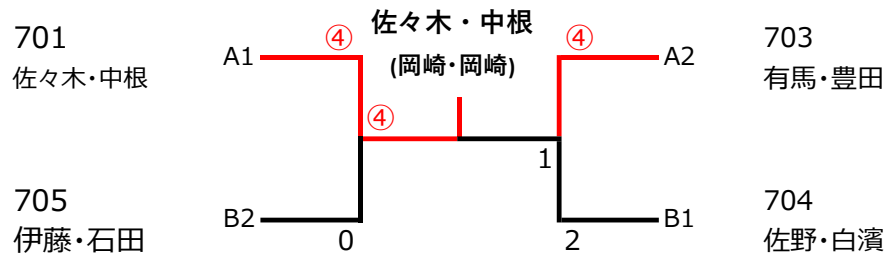 佐々木・中根
(岡崎・岡崎)
701
佐々木・中根
A1
④
④
A2
703
有馬・豊田
④
1
705
伊藤・石田
B2
0
2
B1
704
佐野・白濱